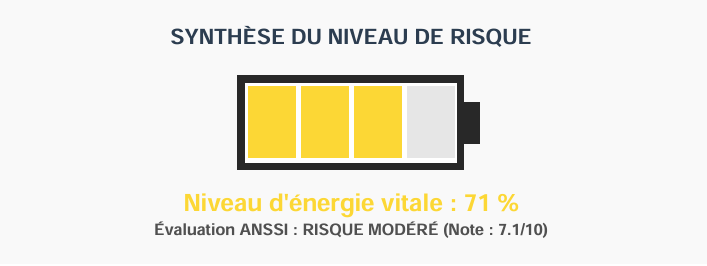 SYNTHÈSE DU NIVEAU DE RISQUE
Niveau d'énergie vitale : 71 %
Évaluation ANSSI : RISQUE MODÉRÉ (Note : 7.1/10)